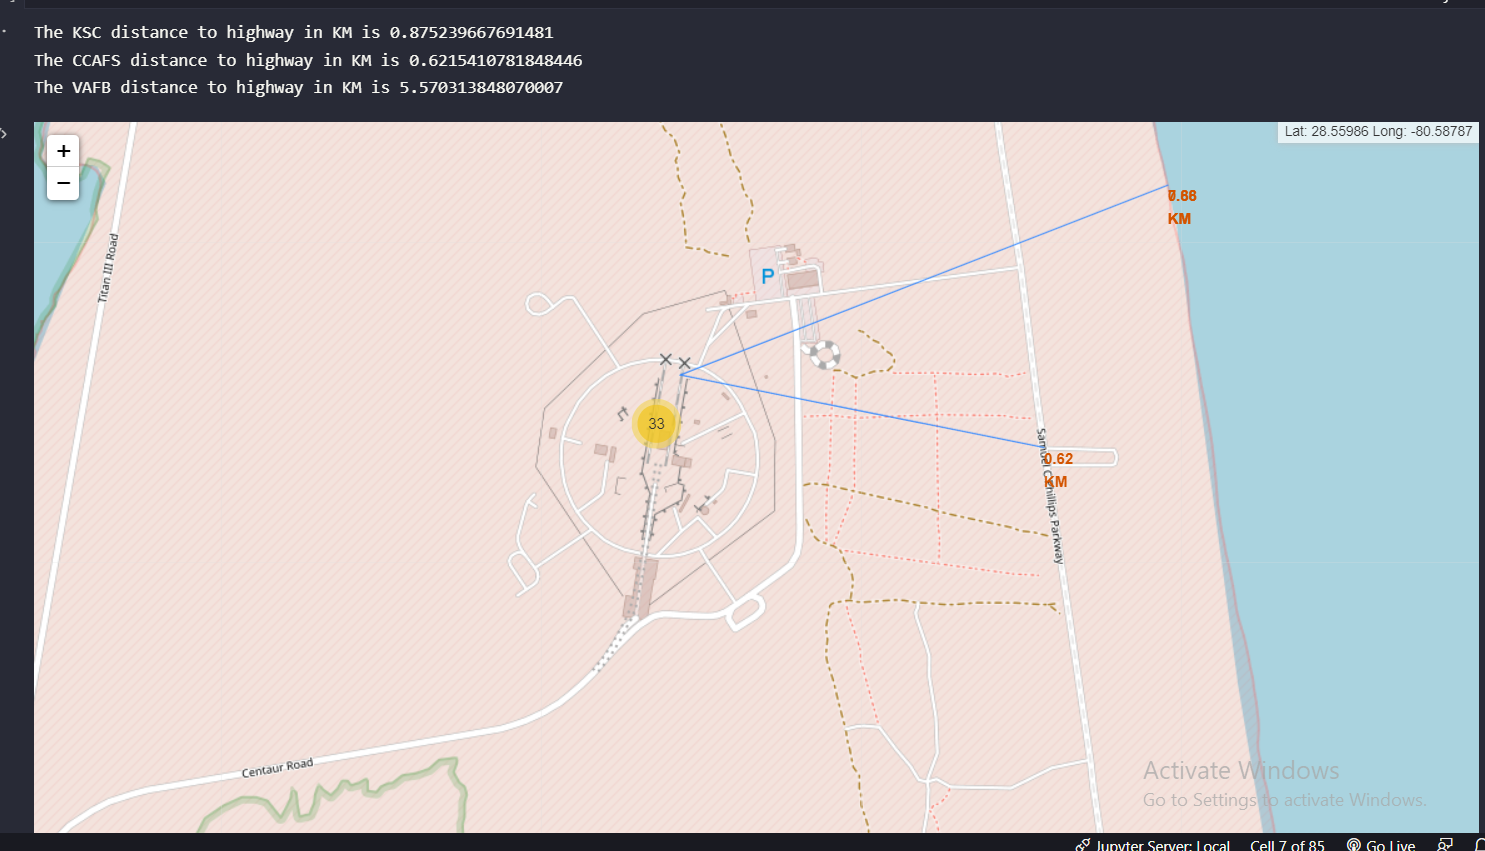 The KSC distance to highway in KM is 0.875239667691481
The CCAFS distance to highway in KM is 0.6215410781848446
The VAFB distance to highway in KM is 5.570313848070007
+
−
Lat: 28.55986 Long: -80.58787
KM
Titan III Road
P
33
0.62
KM
Samuel C Phillips Parkway
Centaur Road
Activate Windows
Go to Settings to activate Windows.
Jupyter Server: Local Cell 7 of 85 Go Live